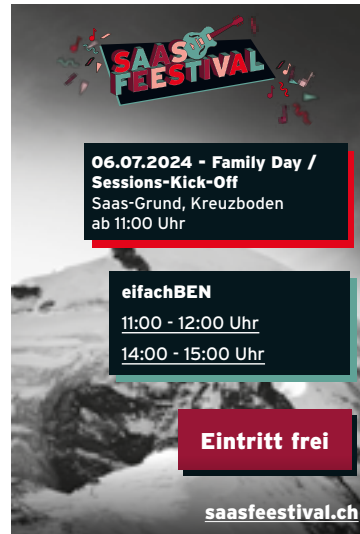 SAAS
FEESTIVAL
06.07.2024 - Family Day /
Sessions-Kick-Off
Saas-Grund, Kreuzboden
ab 11:00 Uhr
eifachBEN
11:00 - 12:00 Uhr
14:00 - 15:00 Uhr
Eintritt frei
saasfeestival.ch